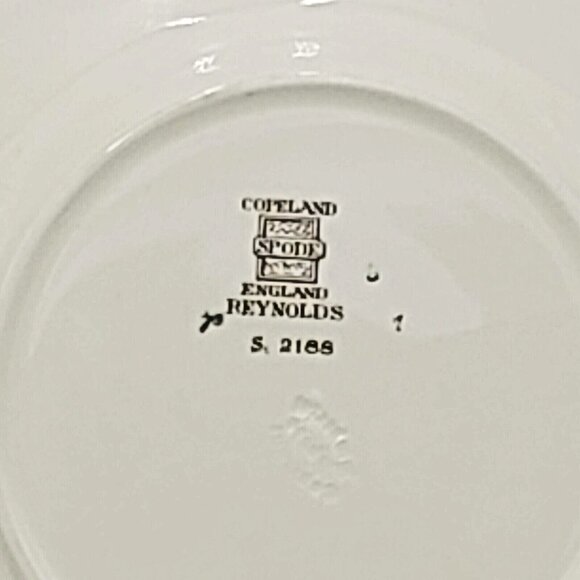 COPELAND
SPODE
ENGLAND
REYNOLDS
S. 2188